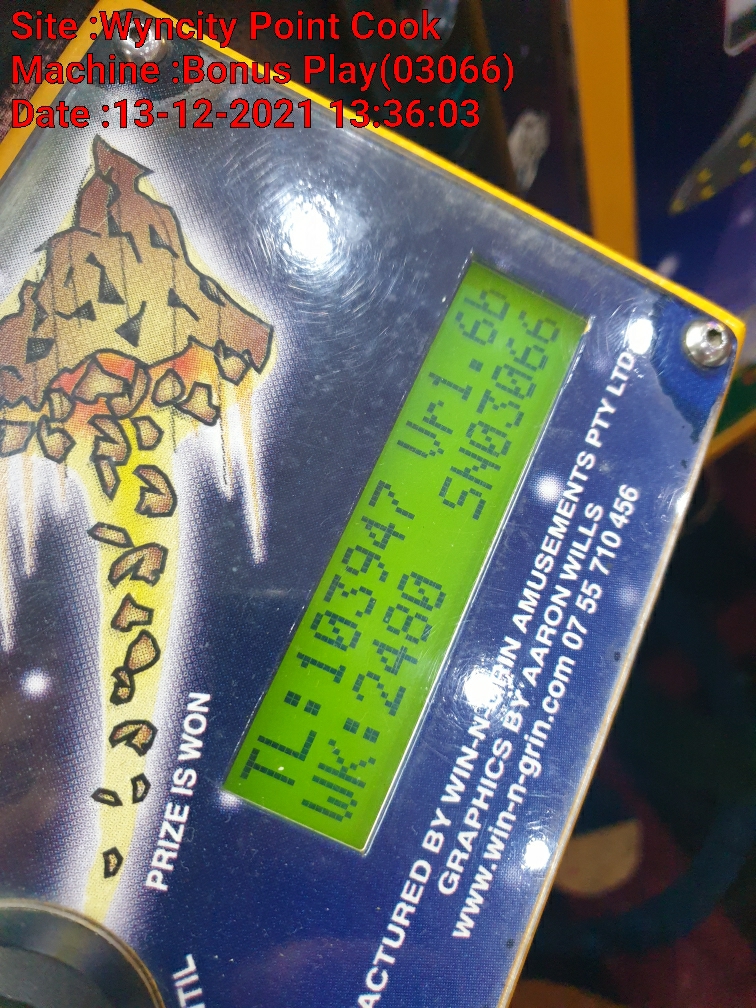 Site :Wyncity Point Cook
Machine :Bonus Play(03066)
Date :13-12-2021 13:36:03
TL:103947 Vr1.6b
WK:2480 SN03066
PRIZE IS WON
ACTURED BY WIN-N-GRIN AMUSEMENTS PTY LTD
GRAPHICS BY AARON WILLS
www.win-n-grin.com 07 55 710 456
TIL